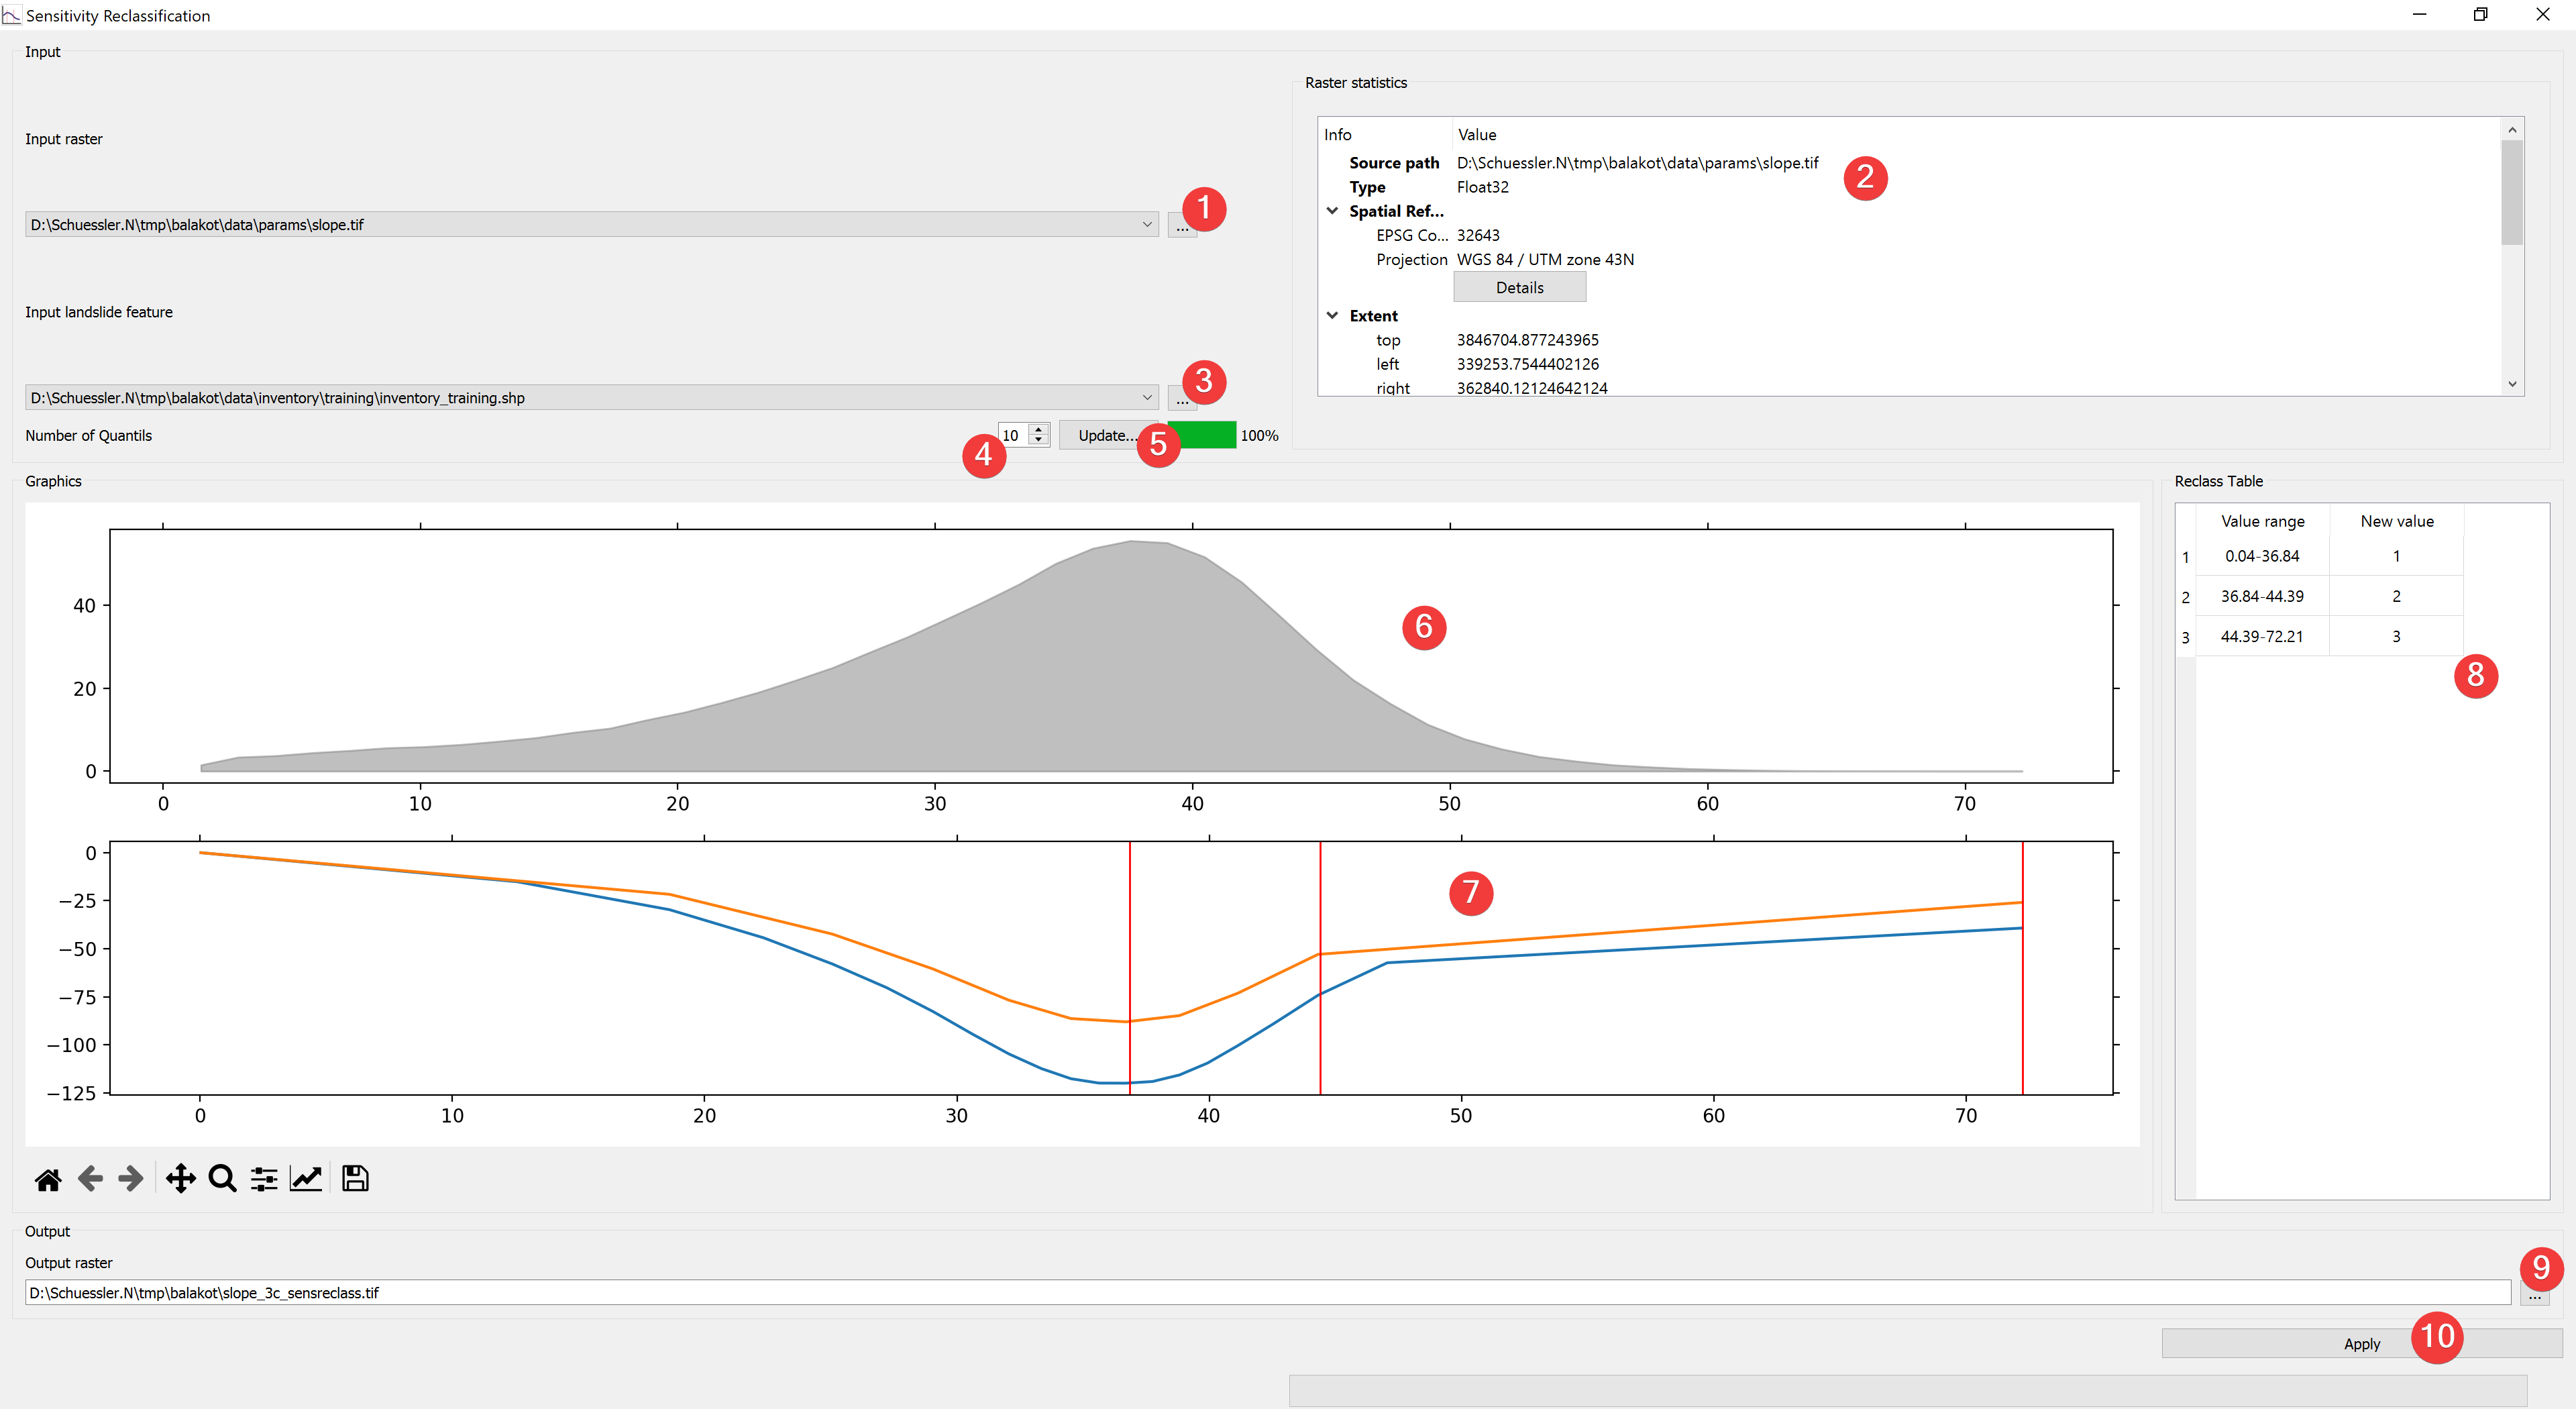 Sensitivity Reclassification
Input
Input raster
D:\Schuessler.N\tmp\balakot\data\params\slope.tif
...
1
Input landslide feature
D:\Schuessler.N\tmp\balakot\data\inventory\training\inventory_training.shp
...
3
Number of Quantils
4
10
Update...
5
100%
Raster statistics
Info Value
Source path D:\Schuessler.N\tmp\balakot\data\params\slope.tif
2
Type Float32
Spatial Ref...
EPSG Co... 32643
Projection WGS 84 / UTM zone 43N
Details
Extent
top 3846704.877243965
left 339253.7544402126
right 362840.12124642124
Graphics
40
20
0
6
0 10 20 30 40 50 60 70
0
−25
−50
−75
−100
−125
7
0 10 20 30 40 50 60 70
Reclass Table
Value range New value
1 0.04-36.84 1
2 36.84-44.39 2
3 44.39-72.21 3
8
Output
Output raster
D:\Schuessler.N\tmp\balakot\slope_3c_sensreclass.tif
9
...
Apply
10